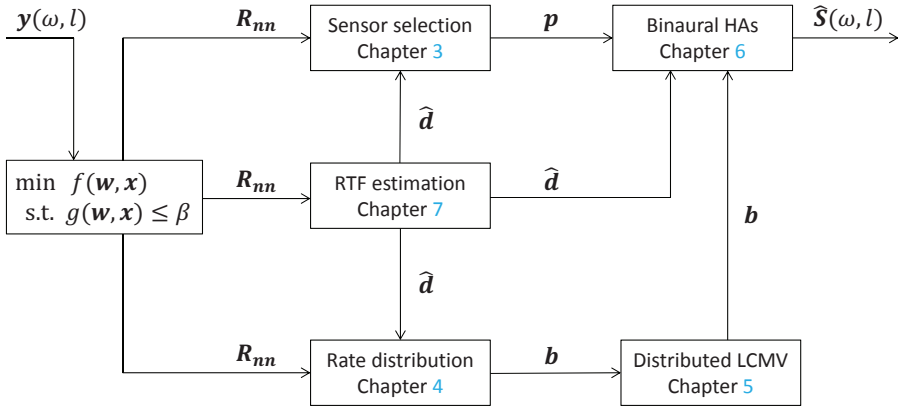 y(ω, l)
R_nn
Sensor selection
Chapter 3
p
Binaural HAs
Chapter 6
Ŝ(ω, l)
d̂
min f(w, x)
s.t. g(w, x) ≤ β
R_nn
RTF estimation
Chapter 7
d̂
b
d̂
R_nn
Rate distribution
Chapter 4
b
Distributed LCMV
Chapter 5